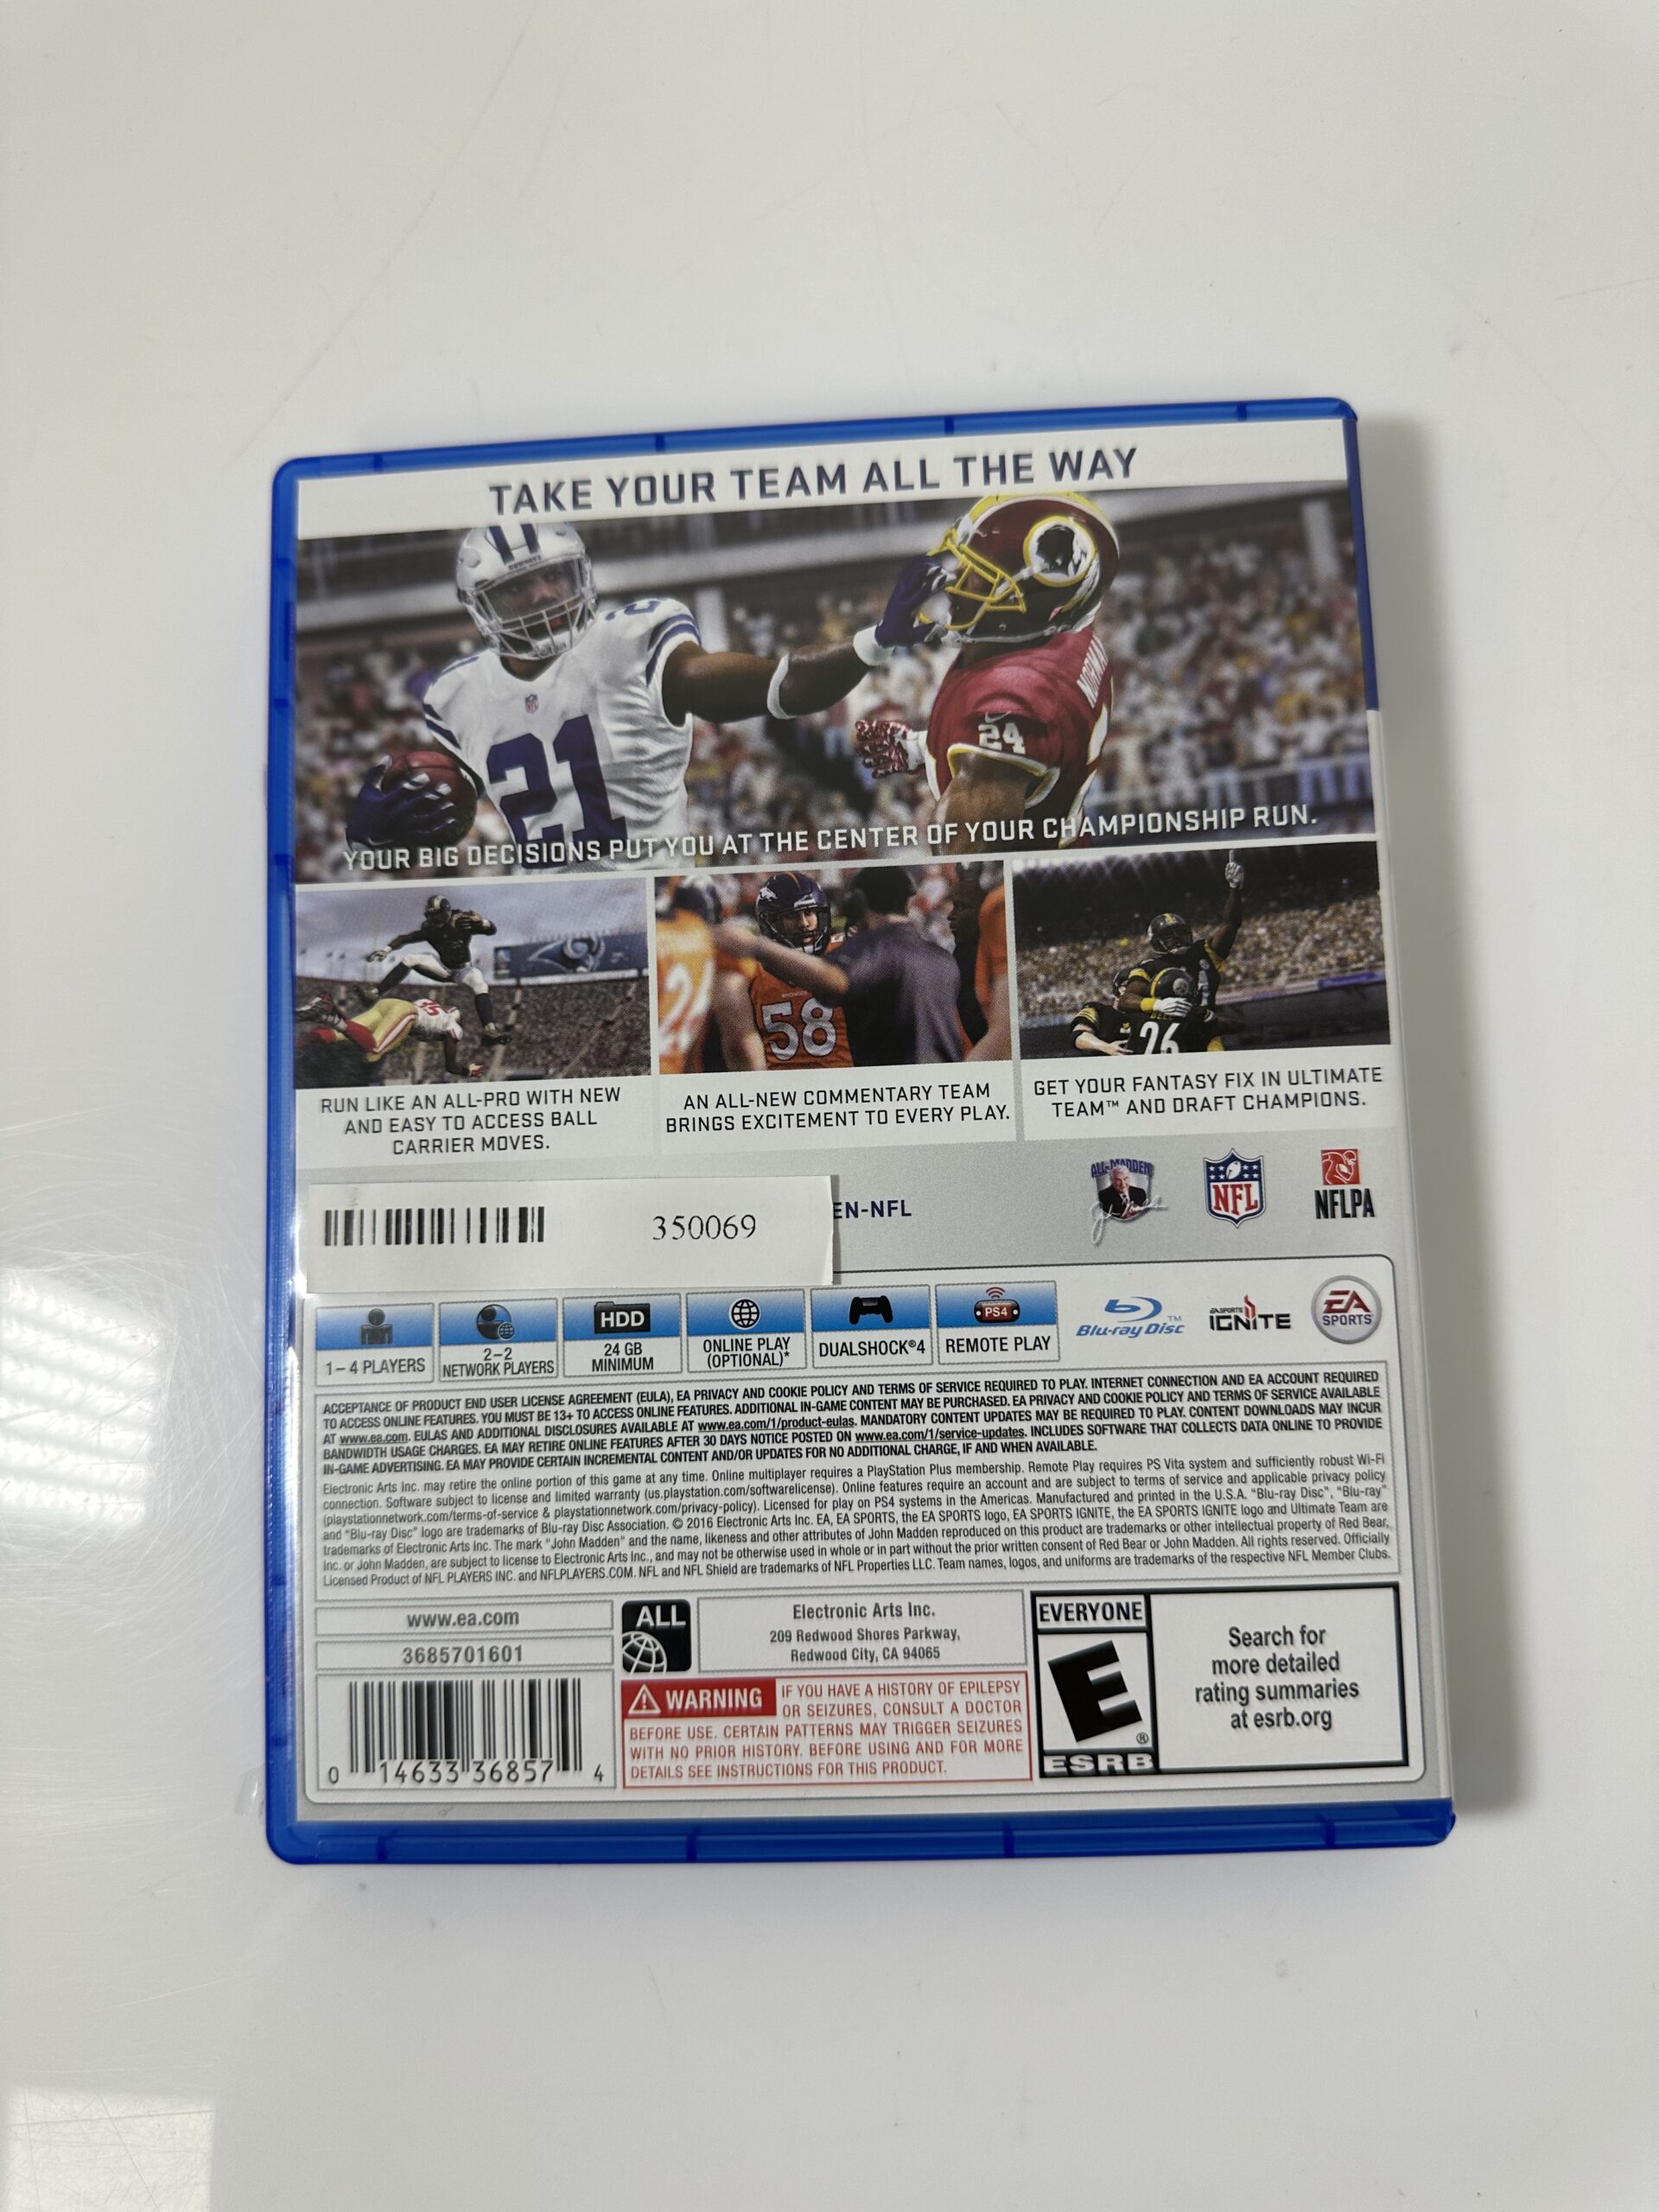 TAKE YOUR TEAM ALL THE WAY
21
21
24
YOUR BIG DECISIONS PUT YOU AT THE CENTER OF YOUR CHAMPIONSHIP RUN.
58
26
RUN LIKE AN ALL-PRO WITH NEW
AND EASY TO ACCESS BALL
CARRIER MOVES.
AN ALL-NEW COMMENTARY TEAM
BRINGS EXCITEMENT TO EVERY PLAY.
GET YOUR FANTASY FIX IN ULTIMATE
TEAM™ AND DRAFT CHAMPIONS.
350069
EN-NFL
ALL-MADDEN
NFL
NFLPA
1–4 PLAYERS
2–2
NETWORK PLAYERS
HDD
24 GB
MINIMUM
ONLINE PLAY
(OPTIONAL)*
DUALSHOCK®4
PS4
REMOTE PLAY
Blu-ray Disc™
EA SPORTS
IGNITE
EA
SPORTS
ACCEPTANCE OF PRODUCT END USER LICENSE AGREEMENT (EULA), EA PRIVACY AND COOKIE POLICY AND TERMS OF SERVICE REQUIRED TO PLAY. INTERNET CONNECTION AND EA ACCOUNT REQUIRED
TO ACCESS ONLINE FEATURES. YOU MUST BE 13+ TO ACCESS ONLINE FEATURES. ADDITIONAL IN-GAME CONTENT MAY BE PURCHASED. EA PRIVACY AND COOKIE POLICY AND TERMS OF SERVICE AVAILABLE
AT www.ea.com. EULAS AND ADDITIONAL DISCLOSURES AVAILABLE AT www.ea.com/1/product-eulas. MANDATORY CONTENT UPDATES MAY BE REQUIRED TO PLAY. CONTENT DOWNLOADS MAY INCUR
BANDWIDTH USAGE CHARGES. EA MAY RETIRE ONLINE FEATURES AFTER 30 DAYS NOTICE POSTED ON www.ea.com/1/service-updates. INCLUDES SOFTWARE THAT COLLECTS DATA ONLINE TO PROVIDE
IN-GAME ADVERTISING. EA MAY PROVIDE CERTAIN INCREMENTAL CONTENT AND/OR UPDATES FOR NO ADDITIONAL CHARGE, IF AND WHEN AVAILABLE.
Electronic Arts Inc. may retire the online portion of this game at any time. Online multiplayer requires a PlayStation Plus membership. Remote Play requires PS Vita system and sufficiently robust Wi-Fi
connection. Software subject to license and limited warranty (us.playstation.com/softwarelicense). Online features require an account and are subject to terms of service and applicable privacy policy
(playstationnetwork.com/terms-of-service & playstationnetwork.com/privacy-policy). Licensed for play on PS4 systems in the Americas. Manufactured and printed in the U.S.A. "Blu-ray Disc", "Blu-ray"
and "Blu-ray Disc" logo are trademarks of Blu-ray Disc Association. © 2016 Electronic Arts Inc. EA, EA SPORTS, the EA SPORTS logo, EA SPORTS IGNITE, the EA SPORTS IGNITE logo and Ultimate Team are
trademarks of Electronic Arts Inc. The mark "John Madden" and the name, likeness and other attributes of John Madden reproduced on this product are trademarks or other intellectual property of Red Bear,
Inc. or John Madden, are subject to license to Electronic Arts Inc., and may not be otherwise used in whole or in part without the prior written consent of Red Bear or John Madden. All rights reserved. Officially
Licensed Product of NFL PLAYERS INC. and NFLPLAYERS.COM. NFL and NFL Shield are trademarks of NFL Properties LLC. Team names, logos, and uniforms are trademarks of the respective NFL Member Clubs.
www.ea.com
3685701601
0 14633 36857 4
ALL
Electronic Arts Inc.
209 Redwood Shores Parkway,
Redwood City, CA 94065
WARNING IF YOU HAVE A HISTORY OF EPILEPSY
OR SEIZURES, CONSULT A DOCTOR
BEFORE USE. CERTAIN PATTERNS MAY TRIGGER SEIZURES
WITH NO PRIOR HISTORY. BEFORE USING AND FOR MORE
DETAILS SEE INSTRUCTIONS FOR THIS PRODUCT.
EVERYONE
E
®
ESRB
Search for
more detailed
rating summaries
at esrb.org